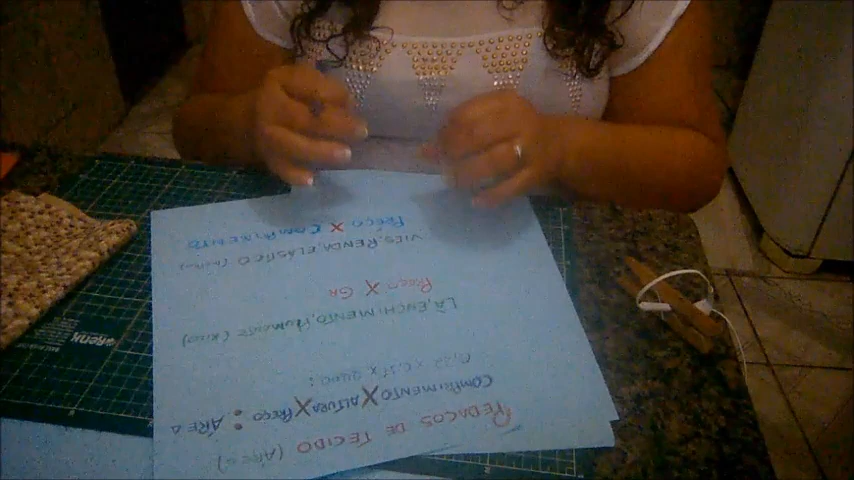 PEDAÇOS DE TECIDO (ÁREA)
COMPRIMENTO X ALTURA X PREÇO : ÁREA
LÃ, ENCHIMENTO, PLUMANTE (KILO)
PREÇO X GR
VIÉS, RENDA, ELÁSTICO (METRO)
PREÇO X COMPRIMENTO